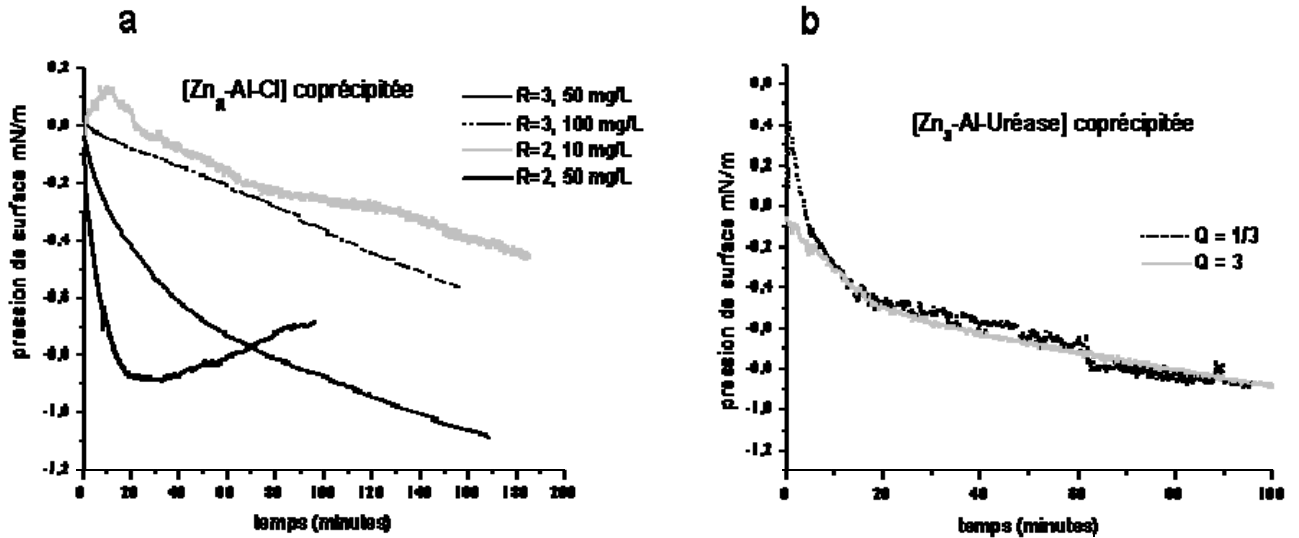 a
[Zn_R-Al-Cl] coprécipitée
R=3, 50 mg/L
R=3, 100 mg/L
R=2, 10 mg/L
R=2, 50 mg/L
pression de surface mN/m
0,2
0,0
-0,2
-0,4
-0,6
-0,8
-1,0
-1,2
0 20 40 60 80 100 120 140 160 180 200
temps (minutes)
b
[Zn₃-Al-Uréase] coprécipitée
Q = 1/3
Q = 3
pression de surface mN/m
0,6
0,4
0,2
0,0
-0,2
-0,4
-0,6
-0,8
-1,0
-1,2
0 20 40 60 80 100
temps (minutes)